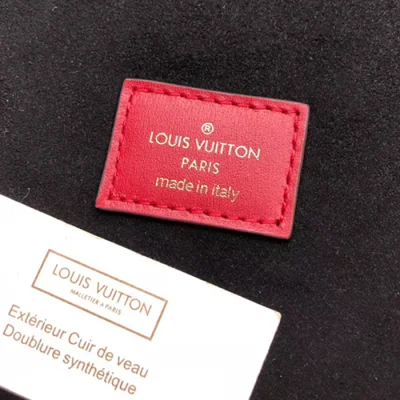 ®
LOUIS VUITTON
PARIS
made in italy
LOUIS VUITTON
MALLETIER À PARIS
Extérieur Cuir de veau
Doublure synthétique